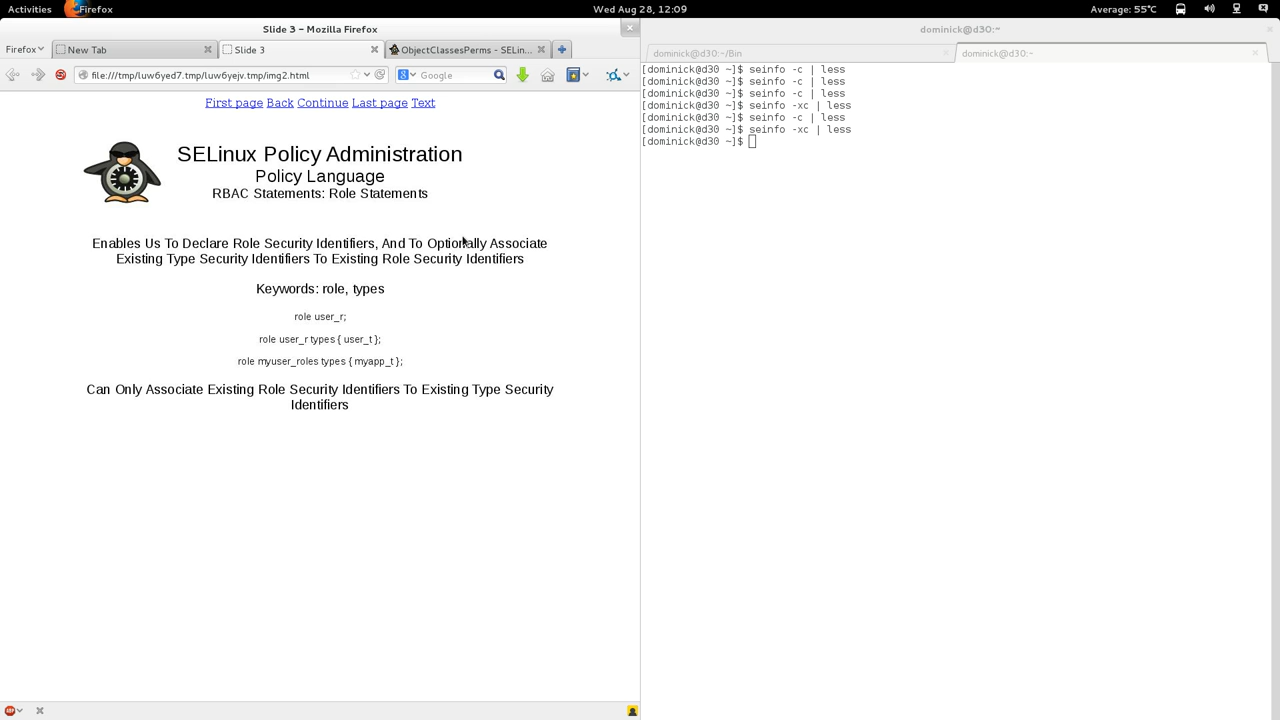 Activities
Firefox
Wed Aug 28, 12:09
Average: 55°C
Slide 3 - Mozilla Firefox
Firefox
New Tab
Slide 3
ObjectClassesPerms - SELin...
file:///tmp/luw6yed7.tmp/luw6yejv.tmp/img2.html
Google
First page Back Continue Last page Text
SELinux Policy Administration
Policy Language
RBAC Statements: Role Statements
Enables Us To Declare Role Security Identifiers, And To Optionally Associate
Existing Type Security Identifiers To Existing Role Security Identifiers
Keywords: role, types
role user_r;
role user_r types { user_t };
role myuser_roles types { myapp_t };
Can Only Associate Existing Role Security Identifiers To Existing Type Security
Identifiers
ABP
dominick@d30:~
dominick@d30:~/Bin
dominick@d30:~
[dominick@d30 ~]$ seinfo -c | less
[dominick@d30 ~]$ seinfo -c | less
[dominick@d30 ~]$ seinfo -c | less
[dominick@d30 ~]$ seinfo -xc | less
[dominick@d30 ~]$ seinfo -c | less
[dominick@d30 ~]$ seinfo -xc | less
[dominick@d30 ~]$